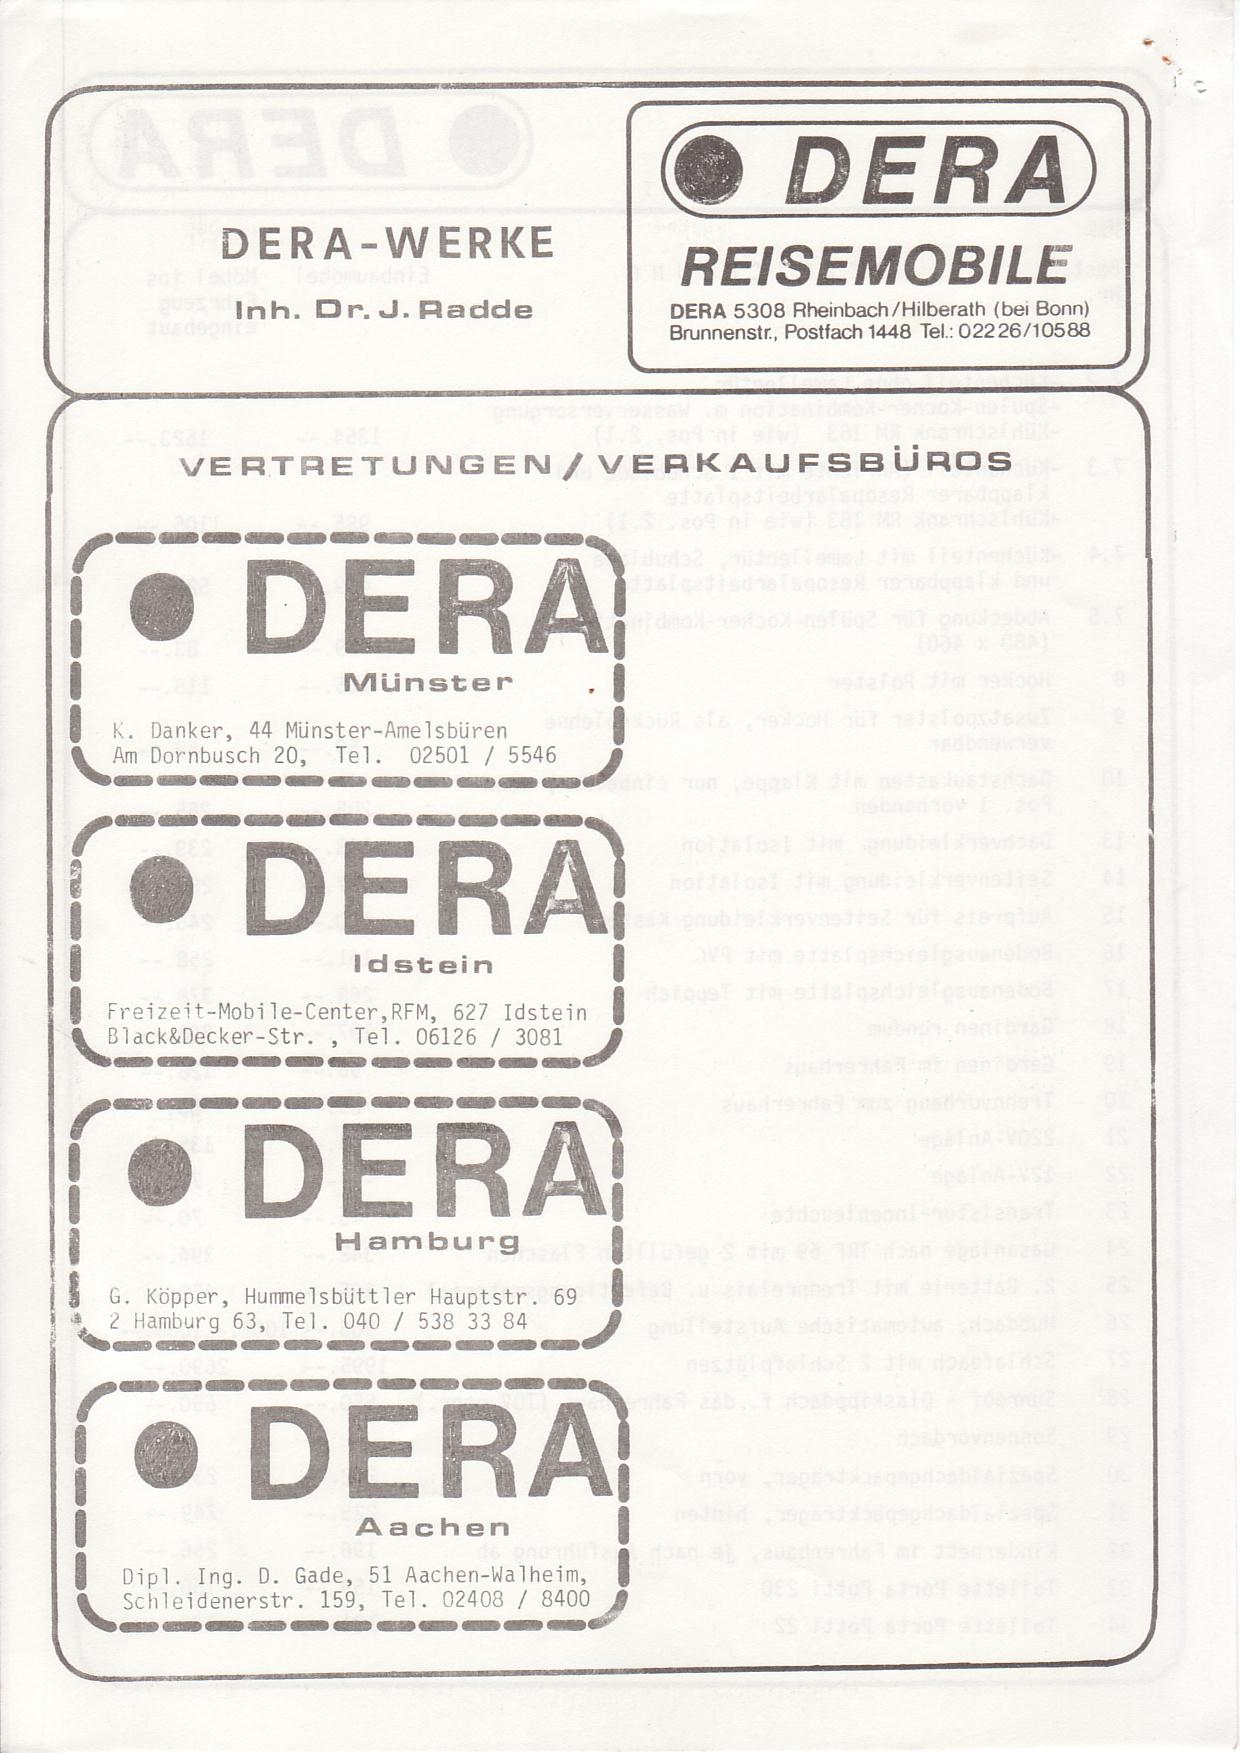 DERA
DERA-WERKE
Inh. Dr. J. Radde
REISEMOBILE
DERA 5308 Rheinbach/Hilberath (bei Bonn)
Brunnenstr., Postfach 1448 Tel.: 02226/10588
VERTRETUNGEN/VERKAUFSBÜROS
DERA
Münster
K. Danker, 44 Münster-Amelsbüren
Am Dornbusch 20, Tel. 02501 / 5546
DERA
Idstein
Freizeit-Mobile-Center,RFM, 627 Idstein
Black&Decker-Str. , Tel. 06126 / 3081
DERA
Hamburg
G. Köpper, Hummelsbüttler Hauptstr. 69
2 Hamburg 63, Tel. 040 / 538 33 84
DERA
Aachen
Dipl. Ing. D. Gade, 51 Aachen-Walheim,
Schleidenerstr. 159, Tel. 02408 / 8400